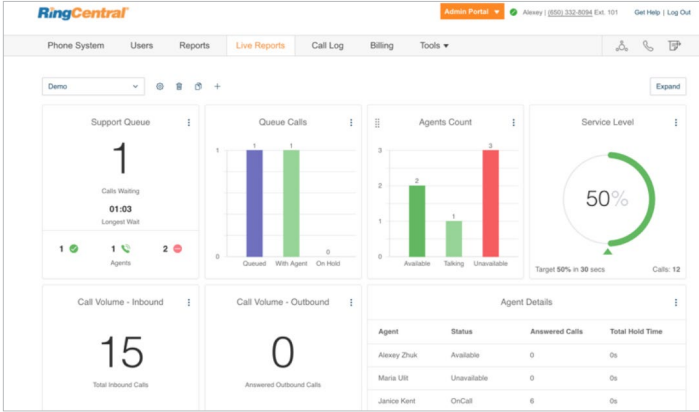 RingCentral
Admin Portal
Alexey | (650) 332-8094 Ext. 101
Get Help | Log Out
Phone System
Users
Reports
Live Reports
Call Log
Billing
Tools
Demo
Expand
Support Queue
1
Calls Waiting
01:03
Longest Wait
1
1
2
Agents
Queue Calls
1
0
1
1
0
Queued
With Agent
On Hold
Agents Count
3
2
1
0
2
1
3
Available
Talking
Unavailable
Service Level
50%
Target 50% in 30 secs
Calls: 12
Call Volume - Inbound
15
Total Inbound Calls
Call Volume - Outbound
0
Answered Outbound Calls
Agent Details
Agent Status Answered Calls Total Hold Time
Alexey Zhuk Available 0 0s
Maria Ulit Unavailable 0 0s
Janice Kent OnCall 6 0s